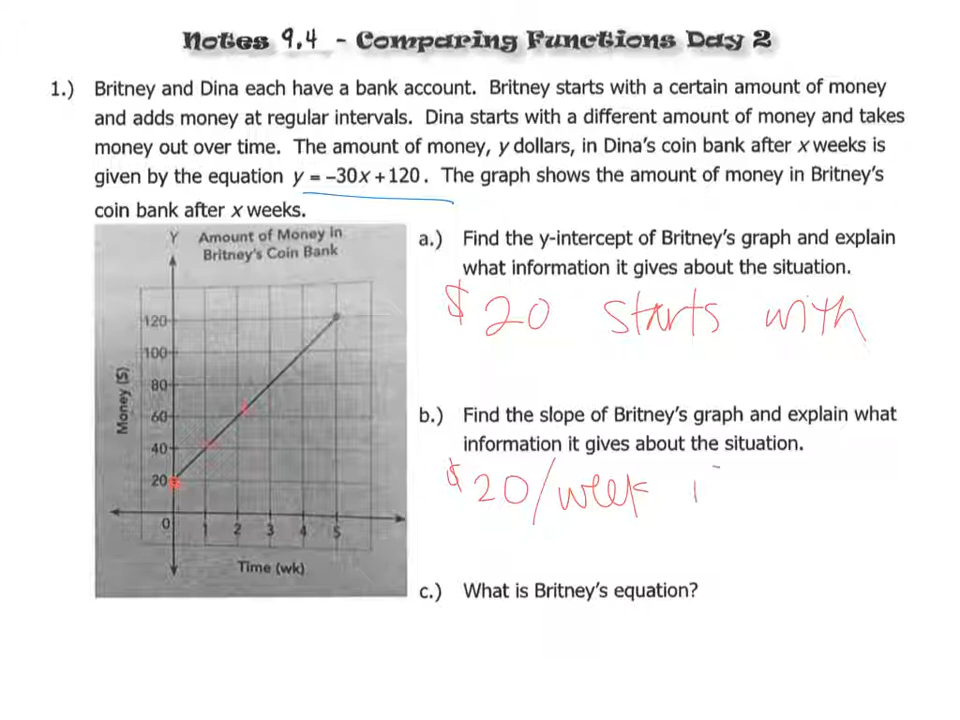 Notes 9.4 - Comparing Functions Day 2
1.) Britney and Dina each have a bank account. Britney starts with a certain amount of money
and adds money at regular intervals. Dina starts with a different amount of money and takes
money out over time. The amount of money, y dollars, in Dina's coin bank after x weeks is
given by the equation y = –30x + 120. The graph shows the amount of money in Britney's
coin bank after x weeks.
Y Amount of Money in
Britney's Coin Bank
120
100
80
60
40
20
0 1 2 3 4 5
Money ($)
Time (wk)
a.) Find the y-intercept of Britney's graph and explain
what information it gives about the situation.
$20 starts with
b.) Find the slope of Britney's graph and explain what
information it gives about the situation.
$20/week i
c.) What is Britney's equation?